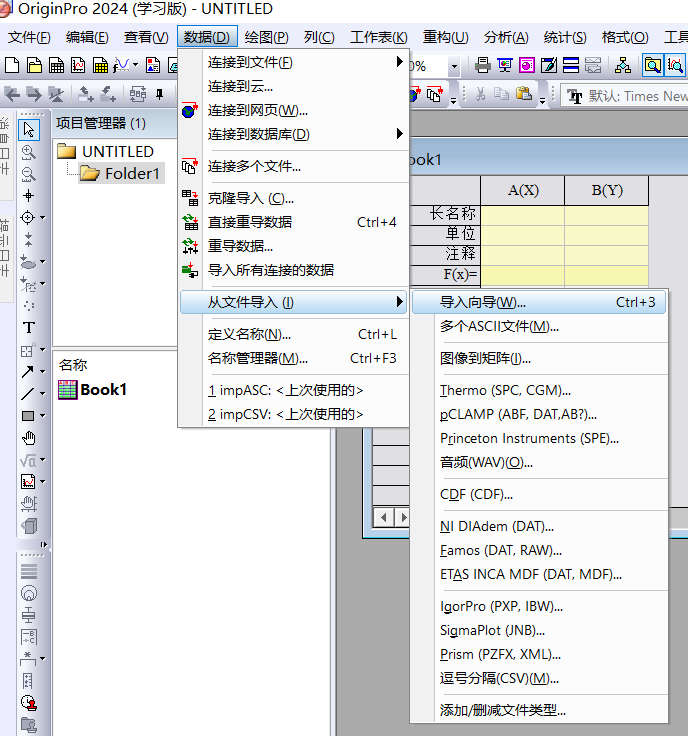 OriginPro 2024 (学习版) - UNTITLED
文件(F) 编辑(E) 查看(V) 数据(D) 绘图(P) 列(C) 工作表(K) 重构(U) 分析(A) 统计(S) 格式(O) 工具
0%
默认: Times New
项目管理器 (1)
UNTITLED
Folder1
名称
Book1
连接到文件(F)
连接到云...
连接到网页(W)...
连接到数据库(D)
连接多个文件...
克隆导入 (C)...
直接重导数据 Ctrl+4
重导数据...
导入所有连接的数据
从文件导入 (I)
定义名称(N)... Ctrl+L
名称管理器(M)... Ctrl+F3
1 impASC: <上次使用的>
2 impCSV: <上次使用的>
ook1
A(X) B(Y)
长名称
单位
注释
F(x)=
导入向导(W)... Ctrl+3
多个ASCII文件(M)...
图像到矩阵(I)...
Thermo (SPC, CGM)...
pCLAMP (ABF, DAT,AB?)...
Princeton Instruments (SPE)...
音频(WAV)(O)...
CDF (CDF)...
NI DIAdem (DAT)...
Famos (DAT, RAW)...
ETAS INCA MDF (DAT, MDF)...
IgorPro (PXP, IBW)...
SigmaPlot (JNB)...
Prism (PZFX, XML)...
逗号分隔(CSV)(M)...
添加/删减文件类型...